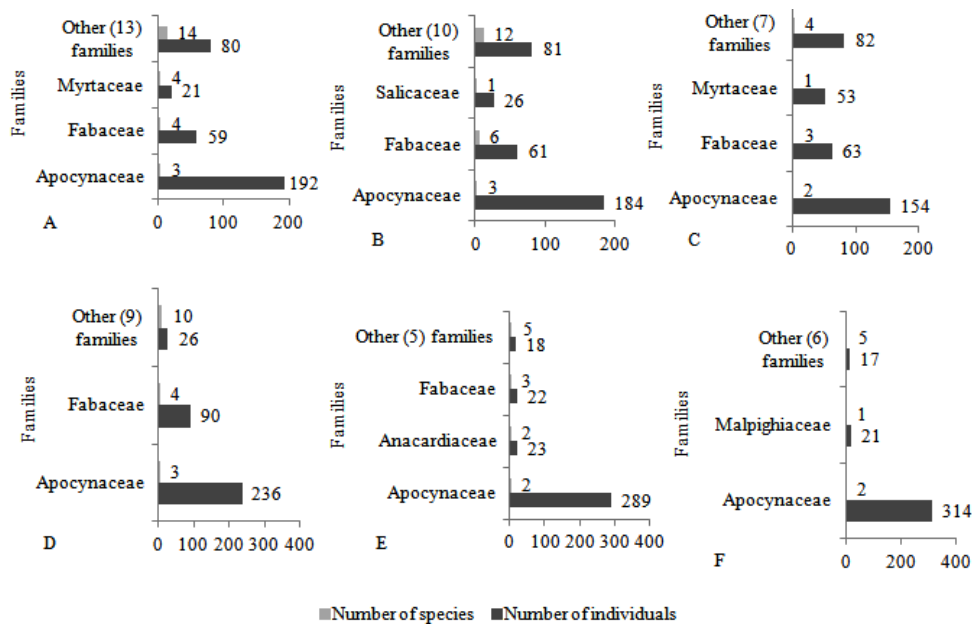 Families
Other (13)
families
14
80
Myrtaceae
4
21
Fabaceae
4
59
Apocynaceae
3
192
0 100 200
A
Families
Other (10)
families
12
81
Salicaceae
1
26
Fabaceae
6
61
Apocynaceae
3
184
0 100 200
B
Families
Other (7)
families
4
82
Myrtaceae
1
53
Fabaceae
3
63
Apocynaceae
2
154
0 100 200
C
Families
Other (9)
families
10
26
Fabaceae
4
90
Apocynaceae
3
236
0 100 200 300 400
D
Families
Other (5) families
5
18
Fabaceae
3
22
Anacardiaceae
2
23
Apocynaceae
2
289
0 100 200 300 400
E
Families
Other (6)
families
5
17
Malpighiaceae
1
21
Apocynaceae
2
314
0 200 400
F
Number of species Number of individuals